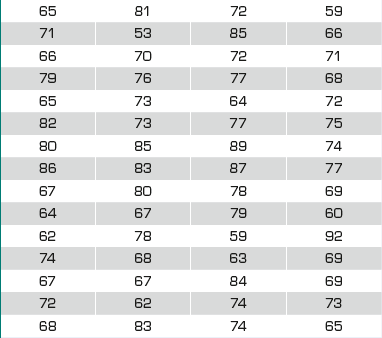 65 81 72 59
71 53 85 66
66 70 72 71
79 76 77 68
65 73 64 72
82 73 77 75
80 85 89 74
86 83 87 77
67 80 78 69
64 67 79 60
62 78 59 92
74 68 63 69
67 67 84 69
72 62 74 73
68 83 74 65